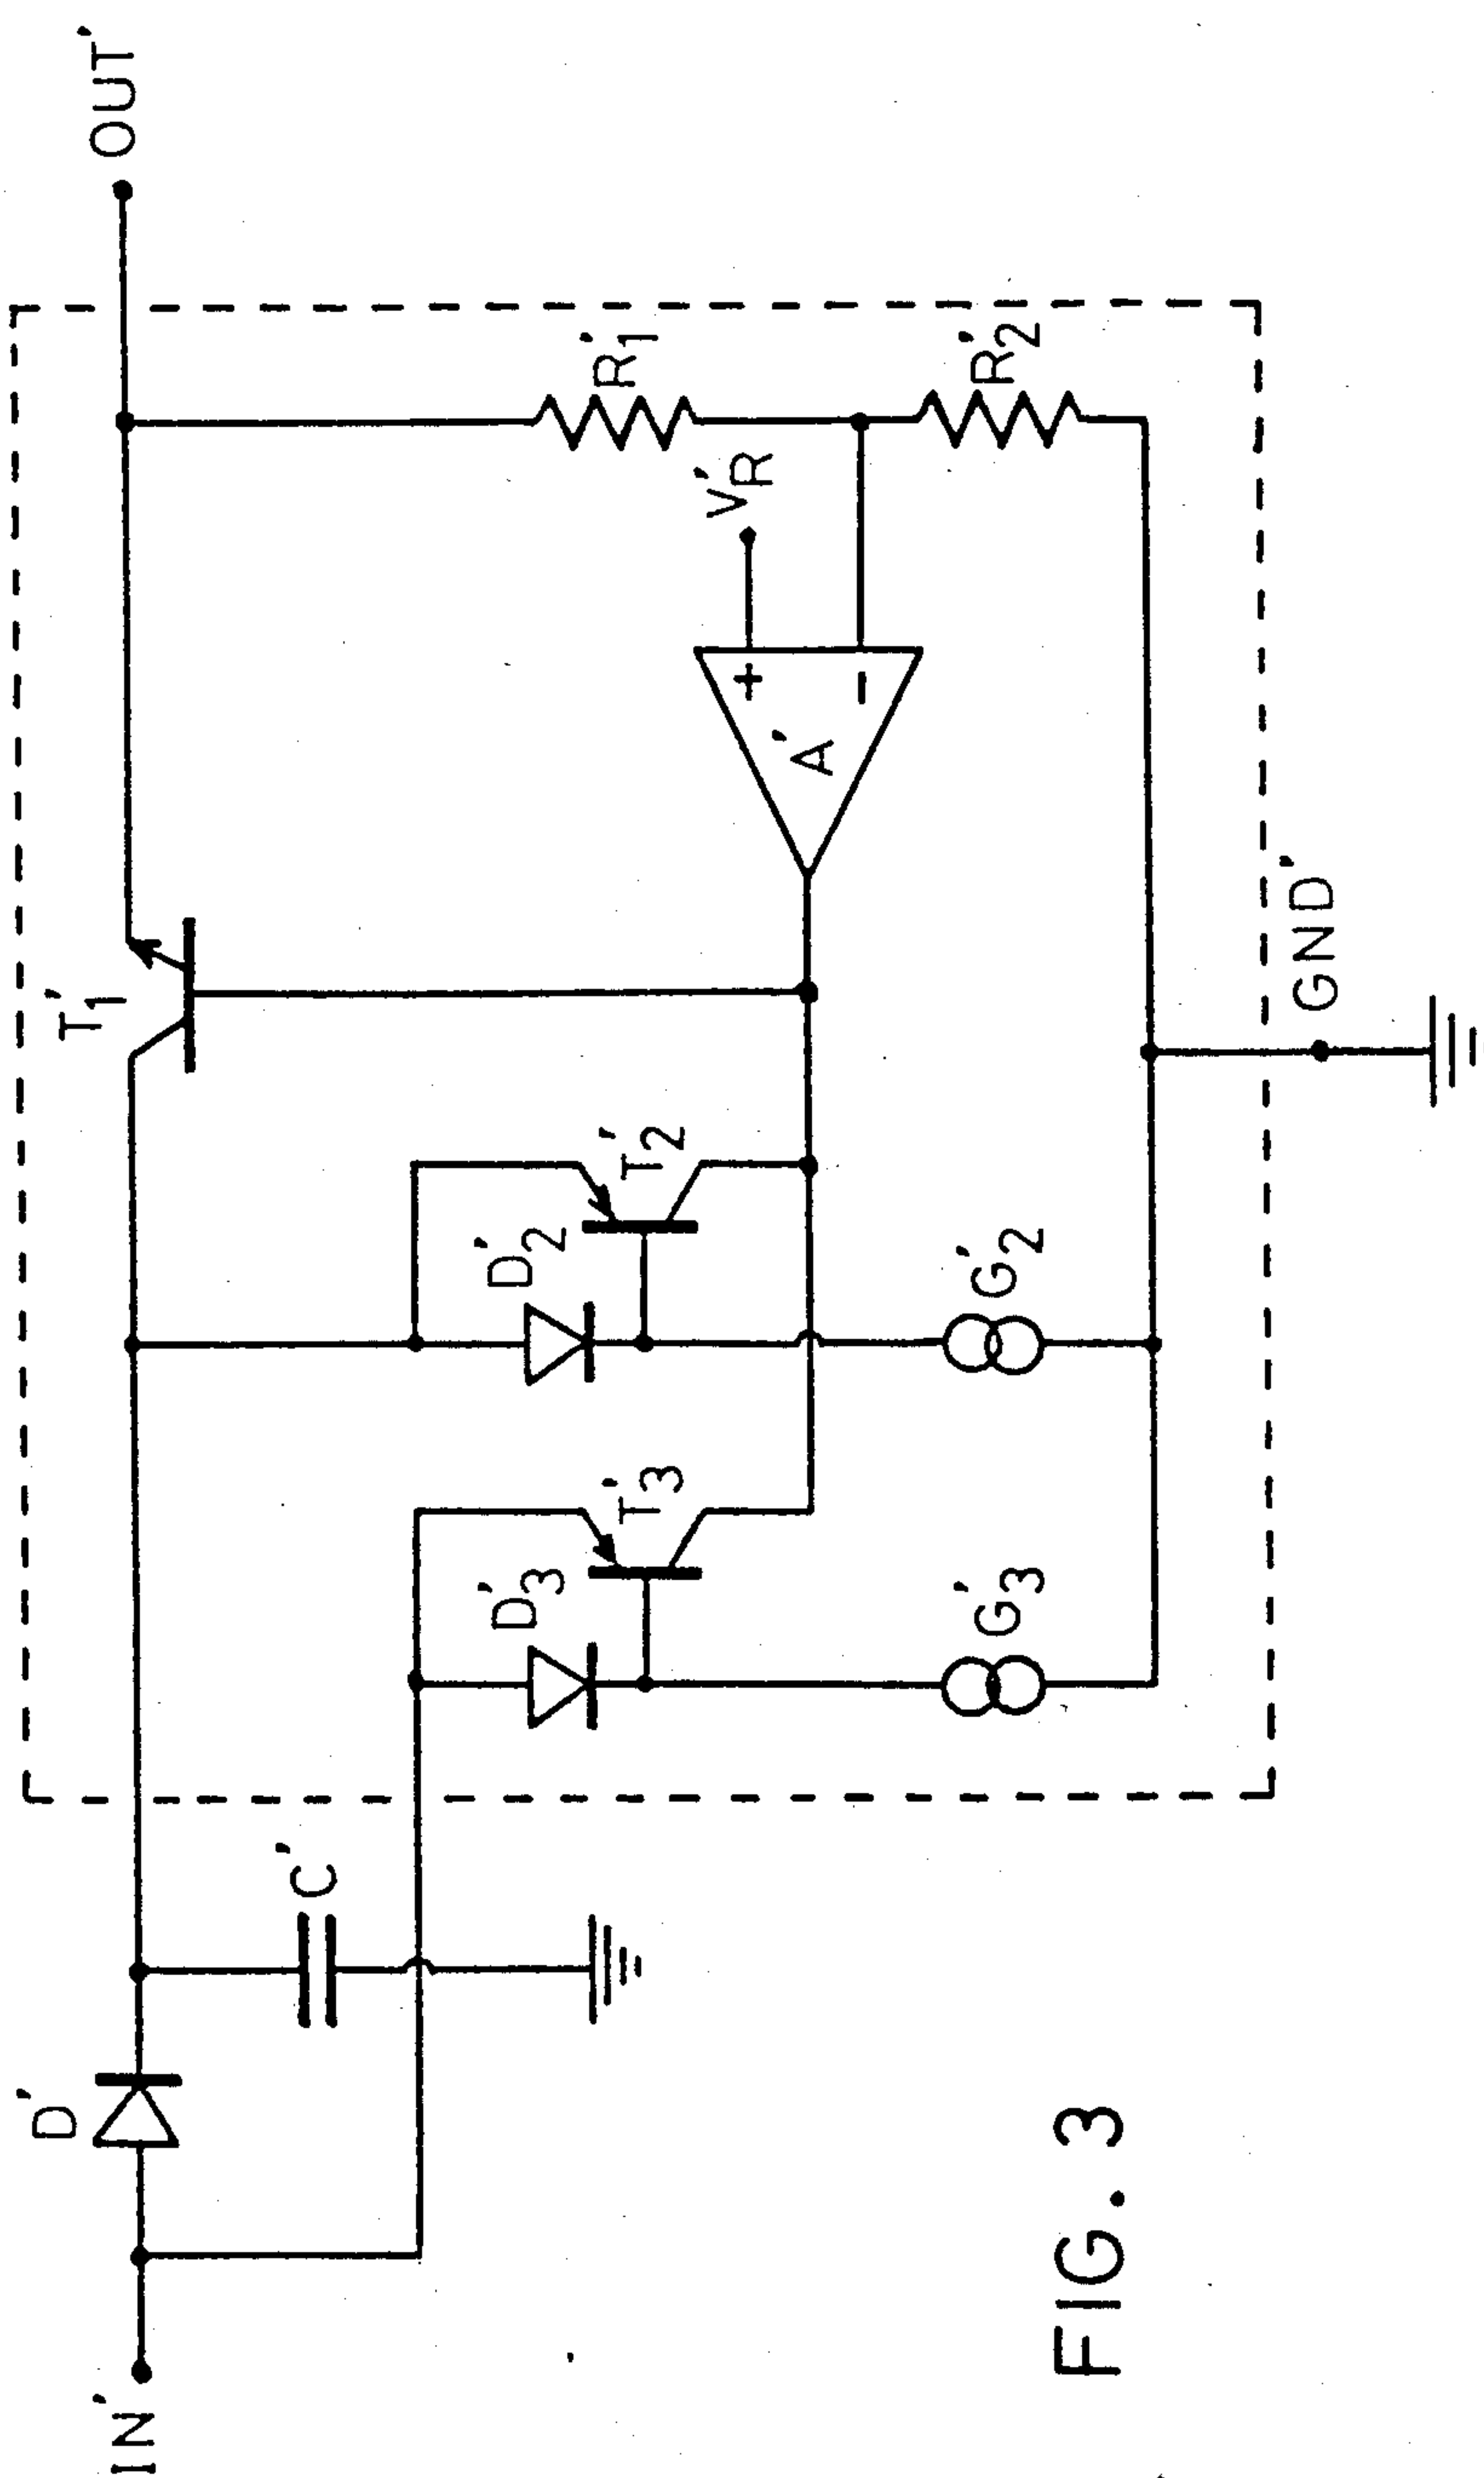 IN'
D'
C'
D'3
T'3
G'3
D'2
T'2
G'2
T'1
A'
+
-
V'R
R'1
R'2
OUT'
GND'
FIG. 3